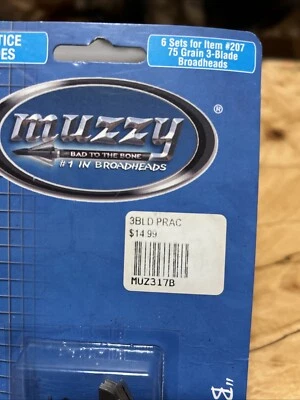 TICE
ES
6 Sets for Item #207
75 Grain 3-Blade
Broadheads
muzzy
®
BAD TO THE BONE
#1 IN BROADHEADS
3BLD PRAC
$14.99
MUZ317B
"B